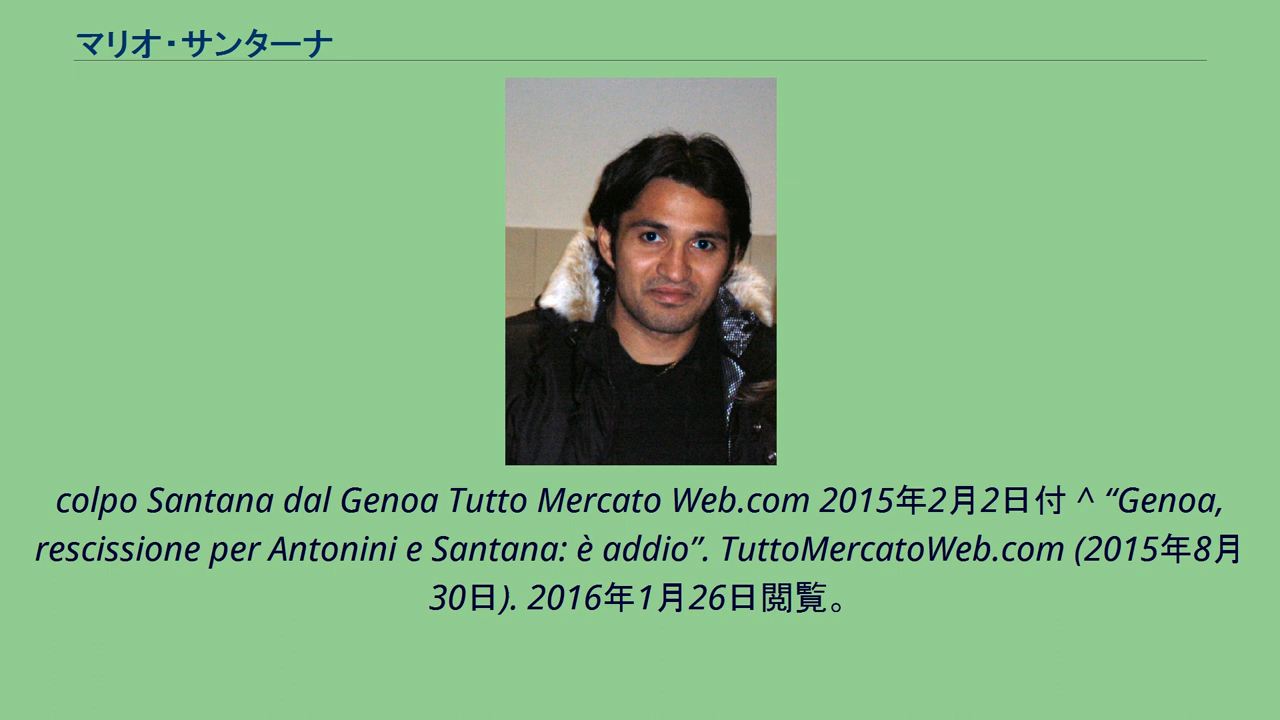 マリオ・サンターナ
colpo Santana dal Genoa Tutto Mercato Web.com 2015年2月2日付 ^ “Genoa,
rescissione per Antonini e Santana: è addio”. TuttoMercatoWeb.com (2015年8月
30日). 2016年1月26日閲覧。